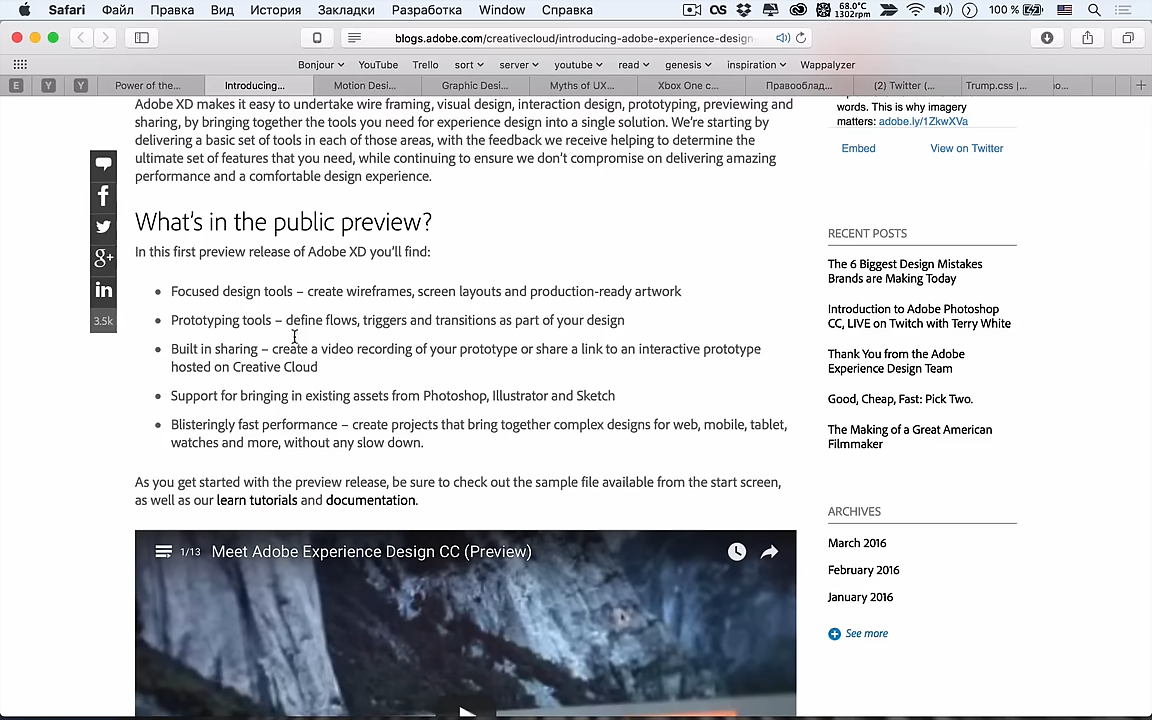 Safari Файл Правка Вид История Закладки Разработка Window Справка 68.0°C 1302rpm 100 %
blogs.adobe.com/creativecloud/introducing-adobe-experience-design-
Bonjour YouTube Trello sort server youtube read genesis inspiration Wappalyzer
E Y Y Power of the... Introducing... Motion Desi... Graphic Desi... Myths of UX... Xbox One c... Правооблад... (2) Twitter (... Trump.css |...
Adobe XD makes it easy to undertake wire framing, visual design, interaction design, prototyping, previewing and
sharing, by bringing together the tools you need for experience design into a single solution. We're starting by
delivering a basic set of tools in each of those areas, with the feedback we receive helping to determine the
ultimate set of features that you need, while continuing to ensure we don't compromise on delivering amazing
performance and a comfortable design experience.
What's in the public preview?
In this first preview release of Adobe XD you'll find:
• Focused design tools – create wireframes, screen layouts and production-ready artwork
• Prototyping tools – define flows, triggers and transitions as part of your design
• Built in sharing – create a video recording of your prototype or share a link to an interactive prototype
hosted on Creative Cloud
• Support for bringing in existing assets from Photoshop, Illustrator and Sketch
• Blisteringly fast performance – create projects that bring together complex designs for web, mobile, tablet,
watches and more, without any slow down.
As you get started with the preview release, be sure to check out the sample file available from the start screen,
as well as our learn tutorials and documentation.
1/13 Meet Adobe Experience Design CC (Preview)
3.5k
words. This is why imagery
matters: adobe.ly/1ZkwXVa
Embed View on Twitter
RECENT POSTS
The 6 Biggest Design Mistakes
Brands are Making Today
Introduction to Adobe Photoshop
CC, LIVE on Twitch with Terry White
Thank You from the Adobe
Experience Design Team
Good, Cheap, Fast: Pick Two.
The Making of a Great American
Filmmaker
ARCHIVES
March 2016
February 2016
January 2016
See more